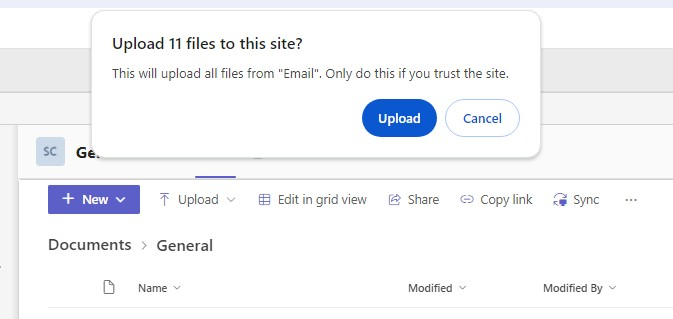 Upload 11 files to this site?
This will upload all files from "Email". Only do this if you trust the site.
Upload Cancel
SC
New Upload Edit in grid view Share Copy link Sync ...
Documents > General
Name Modified Modified By